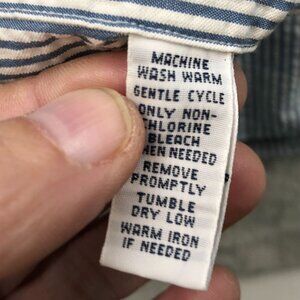 MACHINE
WASH WARM
GENTLE CYCLE
ONLY NON-
CHLORINE
BLEACH
WHEN NEEDED
REMOVE
PROMPTLY
TUMBLE
DRY LOW
WARM IRON
IF NEEDED